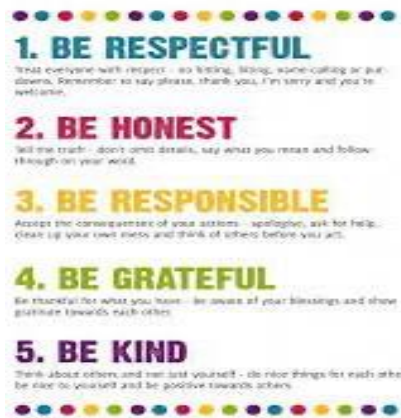 1. BE RESPECTFUL
Treat everyone with respect - no hitting, biting, name-calling or put
downs. Remember to say please, thank you, I'm sorry and you're
welcome.
2. BE HONEST
Tell the truth - don't omit details, say what you mean and follow
through on your word.
3. BE RESPONSIBLE
Accept the consequences of your actions - apologise, ask for help,
clean up your own mess and think of others before you act.
4. BE GRATEFUL
Be thankful for what you have - be aware of your blessings and show
gratitude towards each other.
5. BE KIND
Think about others and not just yourself - do nice things for each othe
be nice to yourself and be positive towards others